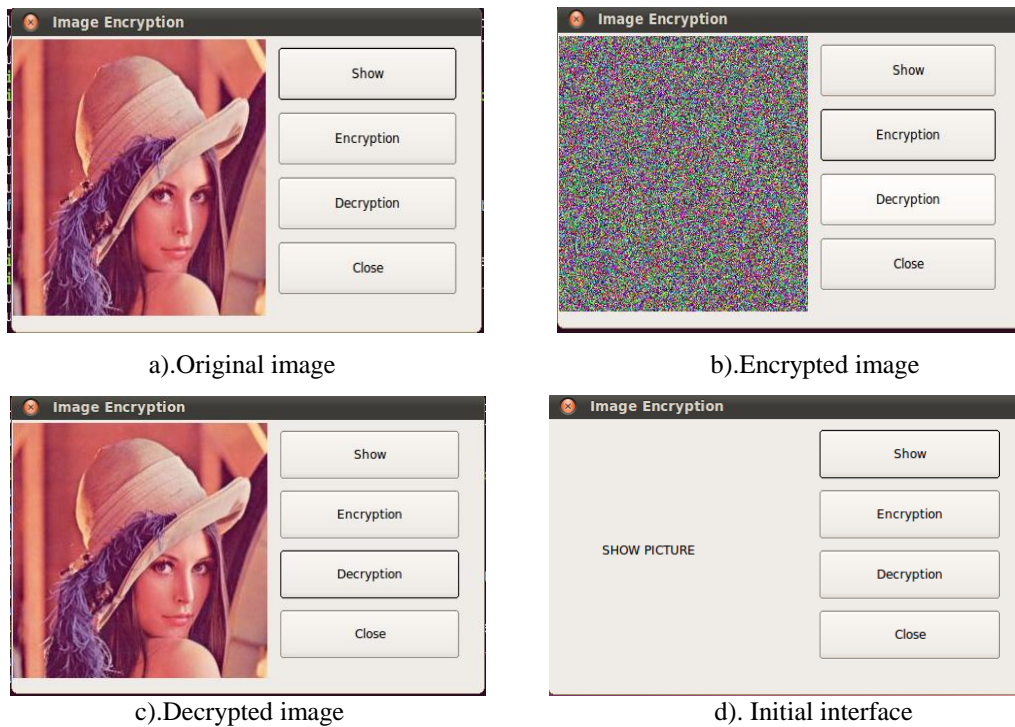 Image Encryption
Show
Encryption
Decryption
Close
a).Original image
Image Encryption
Show
Encryption
Decryption
Close
b).Encrypted image
Image Encryption
Show
Encryption
Decryption
Close
c).Decrypted image
Image Encryption
SHOW PICTURE
Show
Encryption
Decryption
Close
d). Initial interface